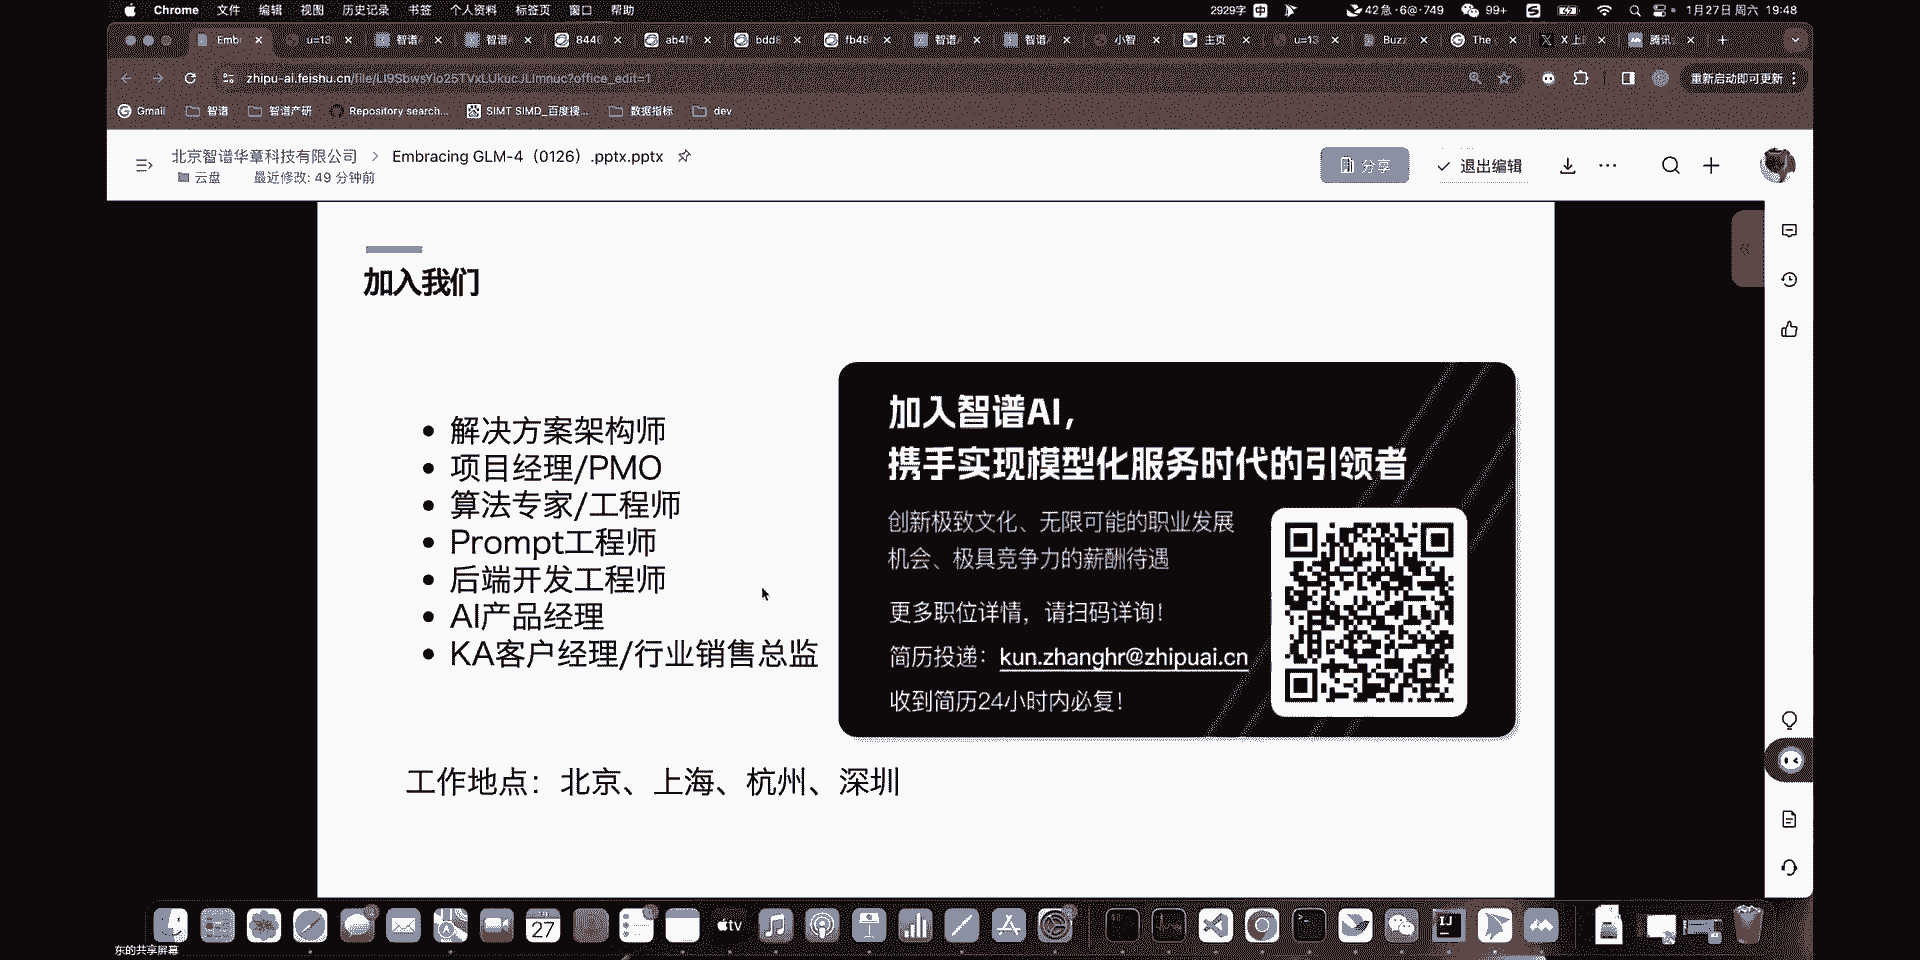 Chrome 文件 编辑 视图 历史记录 书签 个人资料 标签页 窗口 帮助 2929字 中 42急·6@·749 99+ 1月27日 周六 19:48
Emb u=13 智谱 智谱 844( ab4f bdd8 fb48 智谱 智谱 小智 主页 u=13 Buzz The X 上 腾讯
zhipu-ai.feishu.cn/file/ 重新启动即可更新
Gmail 智谱 智谱产研 Repository search... SIMT SIMD_百度搜... 数据指标 dev
北京智谱华章科技有限公司 > Embracing GLM-4（0126）.pptx.pptx
云盘 最近修改: 49 分钟前
分享 退出编辑
加入我们
• 解决方案架构师
• 项目经理/PMO
• 算法专家/工程师
• Prompt工程师
• 后端开发工程师
• AI产品经理
• KA客户经理/行业销售总监
加入智谱AI，
携手实现模型化服务时代的引领者
创新极致文化、无限可能的职业发展
机会、极具竞争力的薪酬待遇
更多职位详情，请扫码详询！
简历投递：kun.zhanghr@zhipuai.cn
收到简历24小时内必复！
工作地点：北京、上海、杭州、深圳
27
tv
IJ
东的共享屏幕